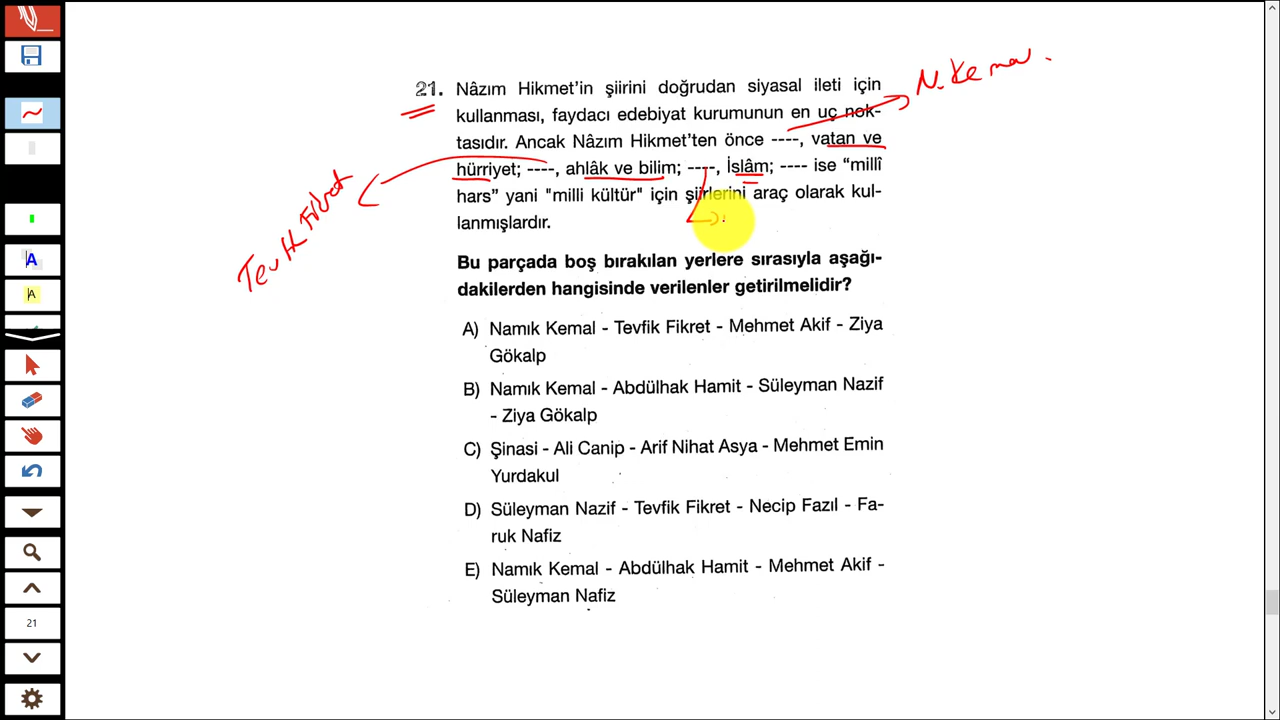 N. Kemal.
21. Nâzım Hikmet'in şiirini doğrudan siyasal ileti için
kullanması, faydacı edebiyat kurumunun en uç nok-
tasıdır. Ancak Nâzım Hikmet'ten önce ----, vatan ve
hürriyet; ----, ahlâk ve bilim; ----, İslâm; ---- ise “millî
hars” yani "milli kültür" için şiirlerini araç olarak kul-
lanmışlardır.
Tevfik Fikret
Bu parçada boş bırakılan yerlere sırasıyla aşağı-
dakilerden hangisinde verilenler getirilmelidir?
A) Namık Kemal - Tevfik Fikret - Mehmet Akif - Ziya
Gökalp
B) Namık Kemal - Abdülhak Hamit - Süleyman Nazif
- Ziya Gökalp
C) Şinasi - Ali Canip - Arif Nihat Asya - Mehmet Emin
Yurdakul
D) Süleyman Nazif - Tevfik Fikret - Necip Fazıl - Fa-
ruk Nafiz
E) Namık Kemal - Abdülhak Hamit - Mehmet Akif -
Süleyman Nafiz
A
A
21